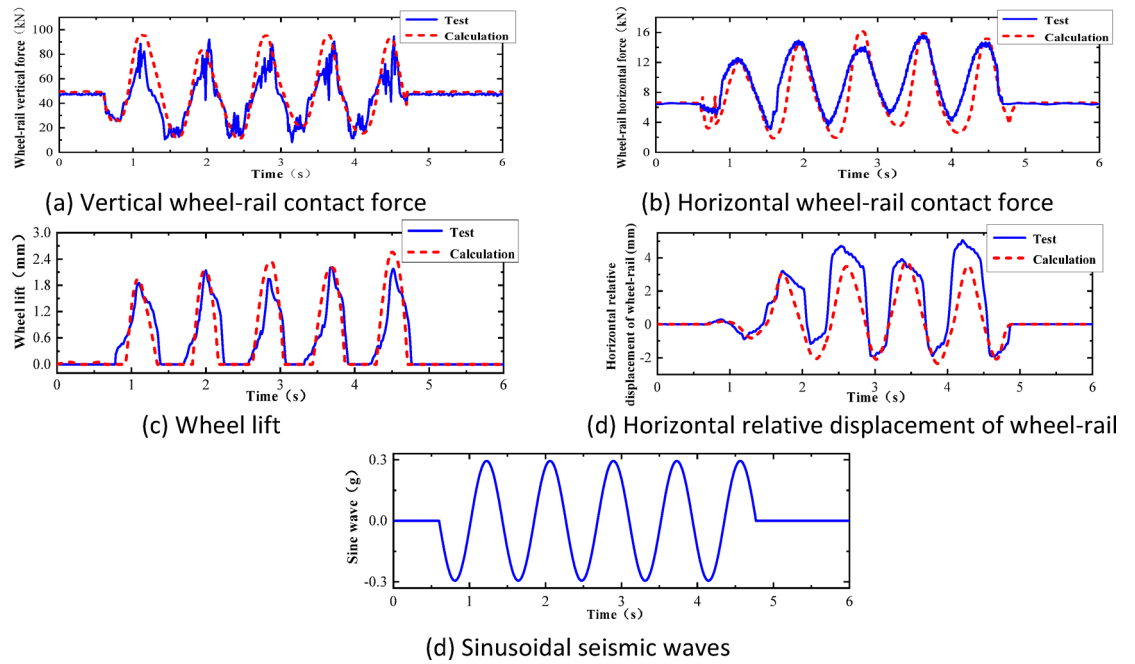 Wheel-rail vertical force（kN）
100
80
60
40
20
0
0 1 2 3 4 5 6
Time（s）
Test
Calculation
(a) Vertical wheel-rail contact force
Wheel-rail horizontal force（kN）
16
12
8
4
0
0 1 2 3 4 5 6
Time (s)
Test
Calculation
(b) Horizontal wheel-rail contact force
Wheel lift（mm）
3.0
2.4
1.8
1.2
0.6
0.0
0 1 2 3 4 5 6
Time（s）
Test
Calculation
(c) Wheel lift
Horizontal relative
displacement of wheel-rail (mm)
4
2
0
-2
0 1 2 3 4 5 6
Time（s）
Test
Calculation
(d) Horizontal relative displacement of wheel-rail
Sine wave（g）
0.3
0.0
-0.3
0 1 2 3 4 5 6
Time（s）
(d) Sinusoidal seismic waves